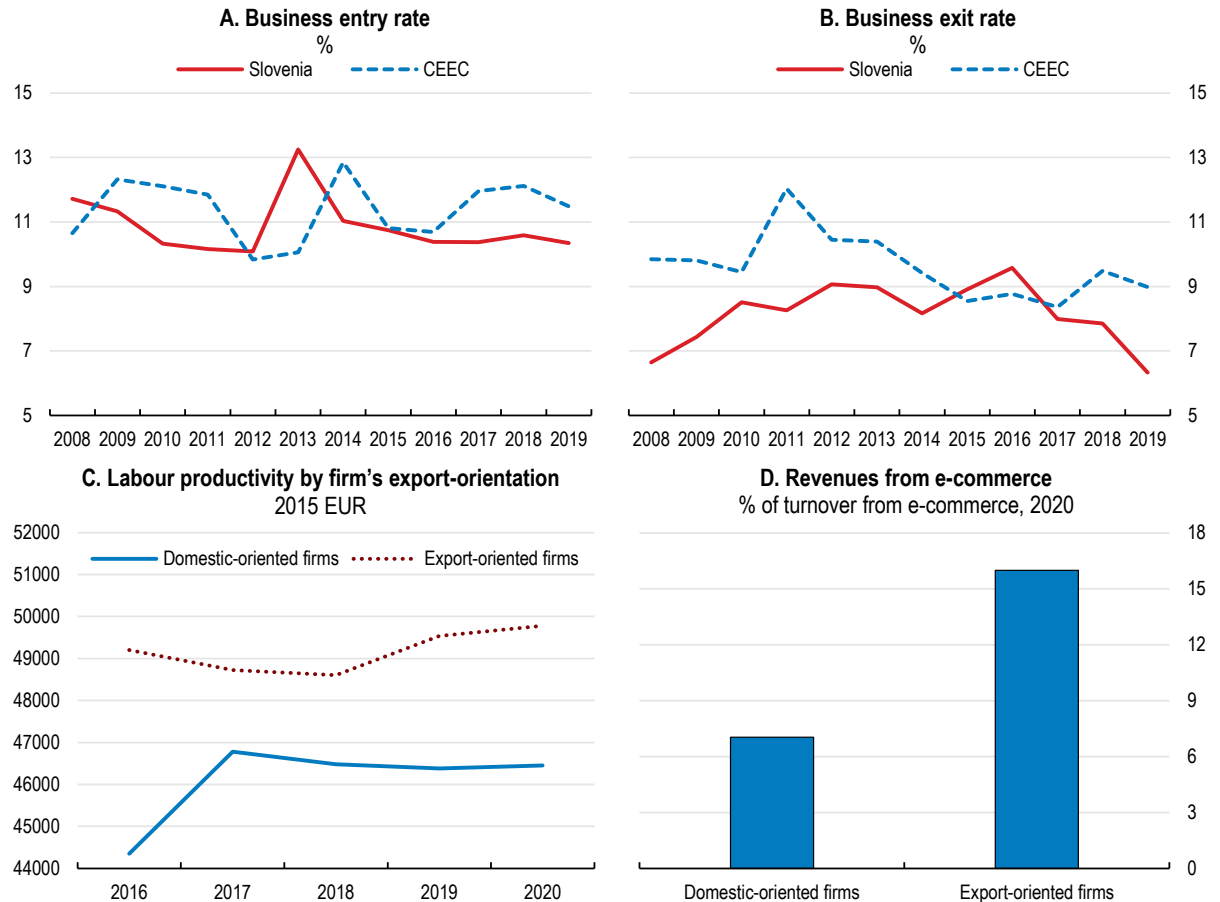 A. Business entry rate
%
Slovenia CEEC
15
13
11
9
7
5
2008 2009 2010 2011 2012 2013 2014 2015 2016 2017 2018 2019
B. Business exit rate
%
Slovenia CEEC
15
13
11
9
7
5
2008 2009 2010 2011 2012 2013 2014 2015 2016 2017 2018 2019
C. Labour productivity by firm's export-orientation
2015 EUR
Domestic-oriented firms Export-oriented firms
52000
51000
50000
49000
48000
47000
46000
45000
44000
2016 2017 2018 2019 2020
D. Revenues from e-commerce
% of turnover from e-commerce, 2020
18
15
12
9
6
3
0
Domestic-oriented firms Export-oriented firms